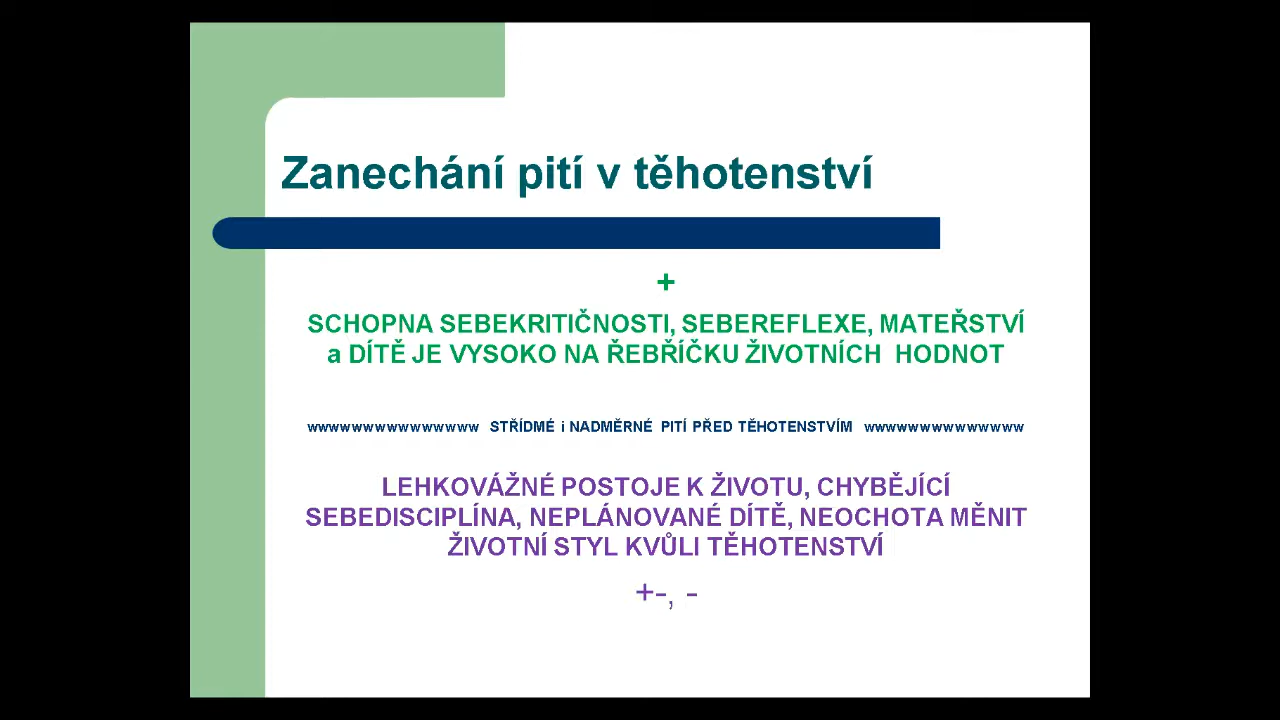 Zanechání pití v těhotenství
+
SCHOPNA SEBEKRITIČNOSTI, SEBEREFLEXE, MATEŘSTVÍ
a DÍTĚ JE VYSOKO NA ŘEBŘÍČKU ŽIVOTNÍCH HODNOT
wwwwwwwwwwwwwww STŘÍDMÉ i NADMĚRNÉ PITÍ PŘED TĚHOTENSTVÍM wwwwwwwwwwwwww
LEHKOVÁŽNÉ POSTOJE K ŽIVOTU, CHYBĚJÍCÍ
SEBEDISCIPLÍNA, NEPLÁNOVANÉ DÍTĚ, NEOCHOTA MĚNIT
ŽIVOTNÍ STYL KVŮLI TĚHOTENSTVÍ
+-, -